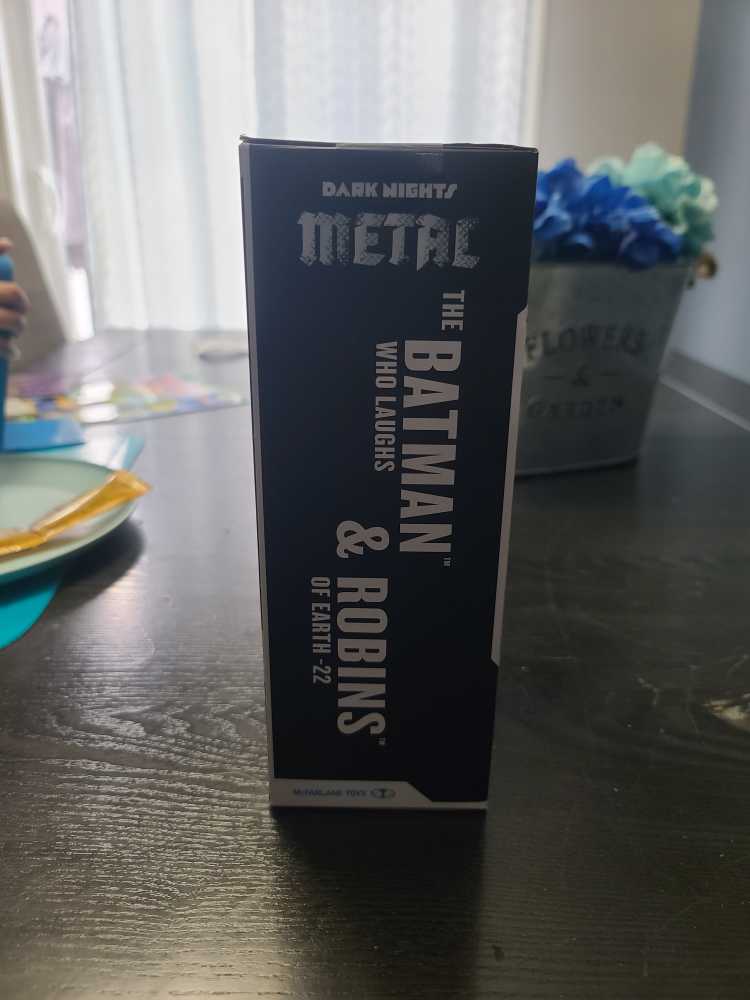 DARK NIGHTS
METAL
THE
BATMAN™
WHO LAUGHS
& ROBINS™
OF EARTH -22
McFARLANE TOYS
FLOWERS
&
GARDEN